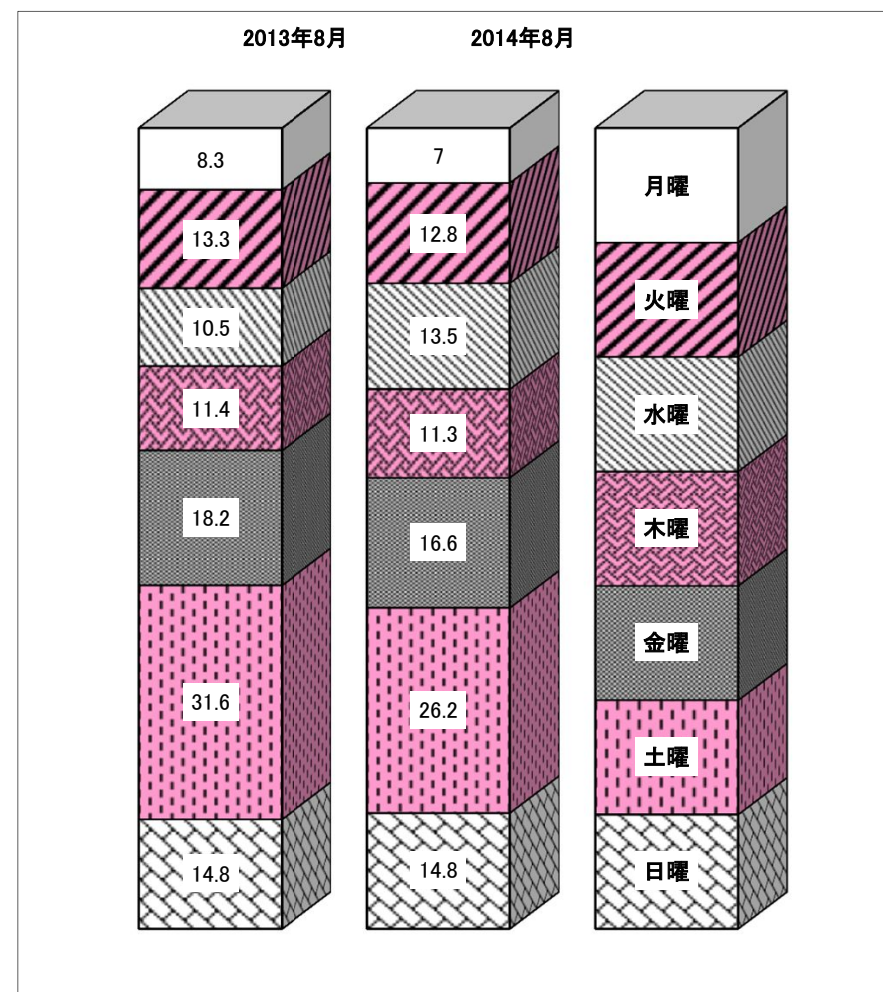 2013年8月 2014年8月
8.3 7 月曜
13.3 12.8 火曜
10.5 13.5 水曜
11.4 11.3 木曜
18.2 16.6 金曜
31.6 26.2 土曜
14.8 14.8 日曜